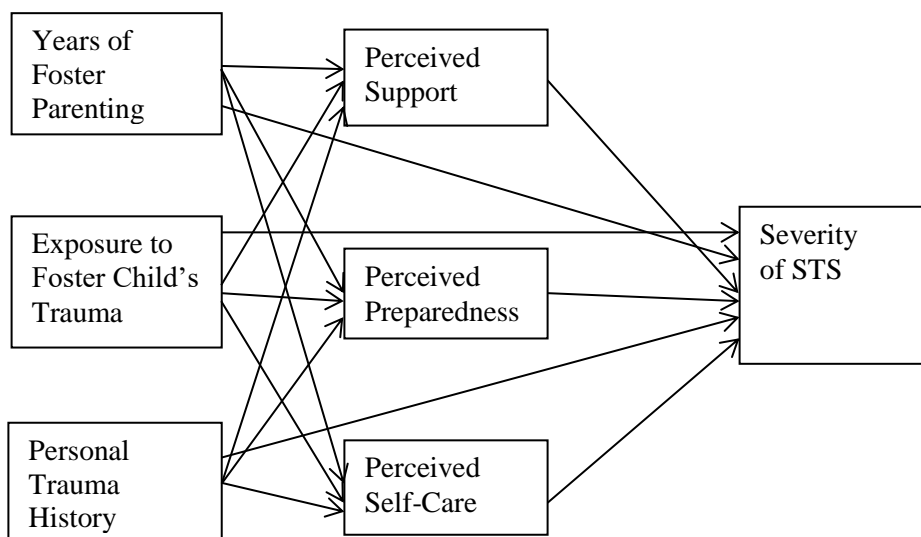 Years of
Foster
Parenting
Perceived
Support
Exposure to
Foster Child’s
Trauma
Perceived
Preparedness
Severity
of STS
Personal
Trauma
History
Perceived
Self-Care